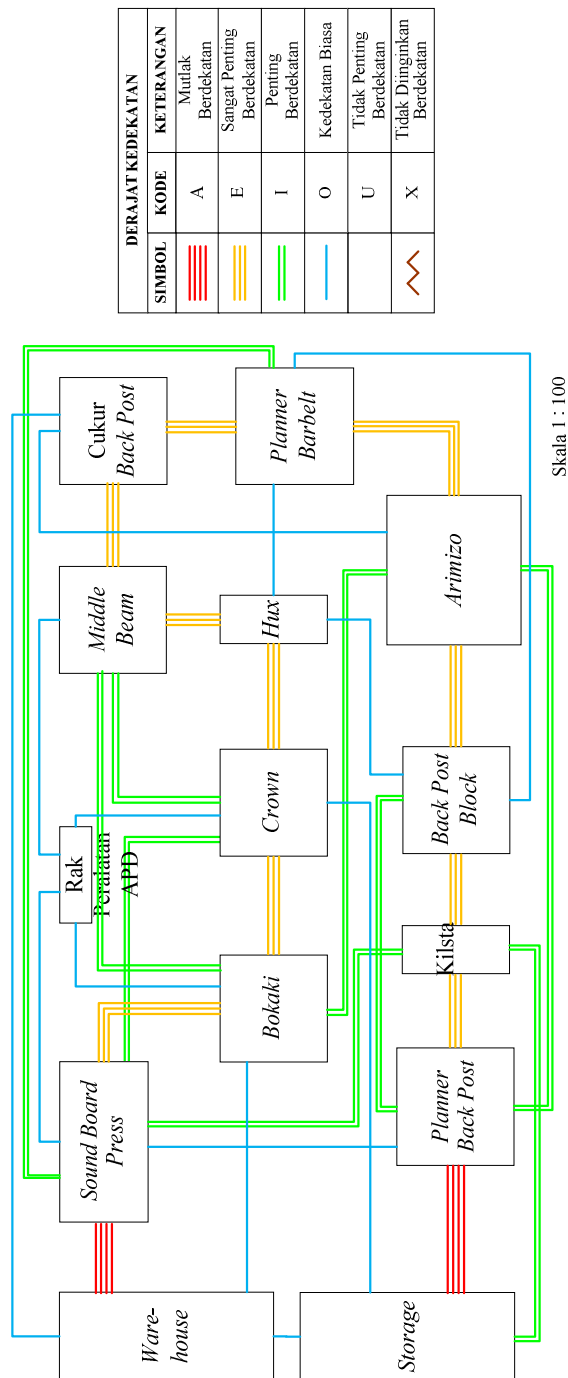 DERAJAT KEDEKATAN
SIMBOL KODE KETERANGAN
A Mutlak
Berdekatan
E Sangat Penting
Berdekatan
I Penting
Berdekatan
O Kedekatan Biasa
U Tidak Penting
Berdekatan
X Tidak Diinginkan
Berdekatan
Ware-
house
Sound Board
Press
Rak
Peralatan
APD
Middle
Beam
Cukur
Back Post
Bokaki
Crown
Hux
Planner
Barbelt
Storage
Planner
Back Post
Kilsta
Back Post
Block
Arimizo
Skala 1 : 100